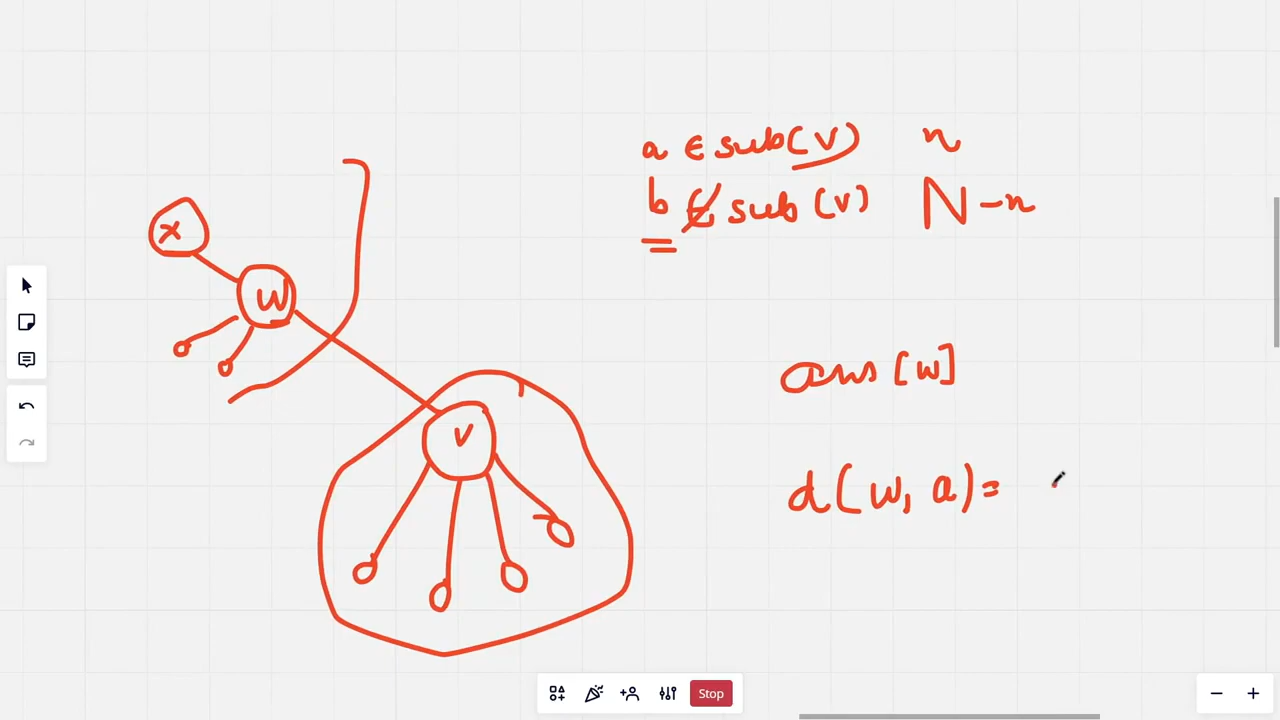 a ∈ sub(v) n
b ∉ sub(v) N-n
x
w
ans[w]
v
d(w, a)=
Stop